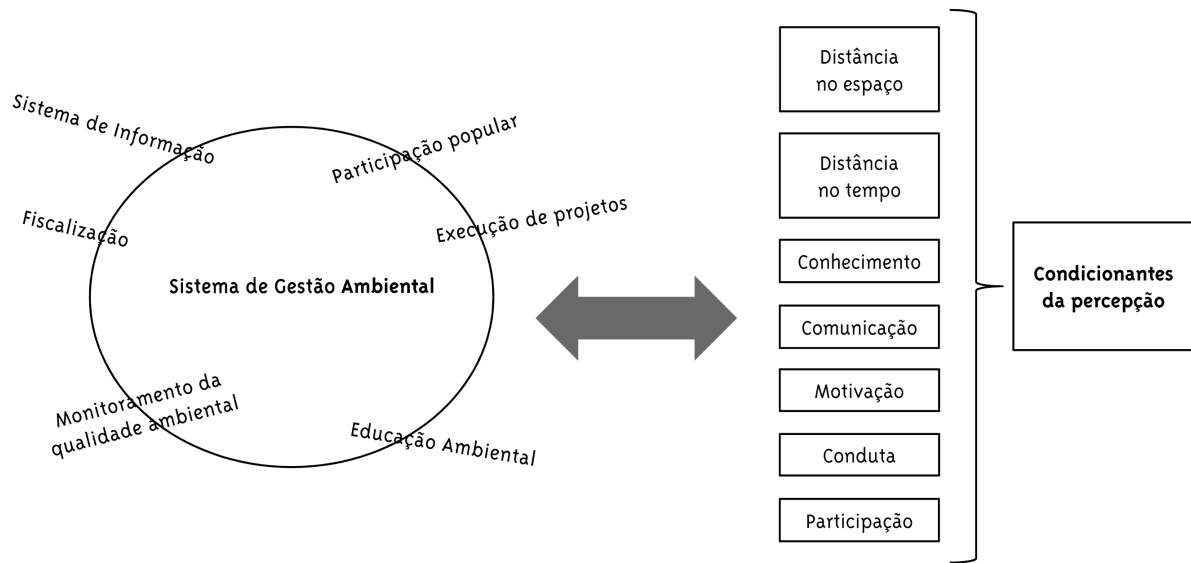 Sistema de Informação
Participação popular
Fiscalização
Execução de projetos
Sistema de Gestão Ambiental
Monitoramento da
qualidade ambiental
Educação Ambiental
Distância
no espaço
Distância
no tempo
Conhecimento
Comunicação
Motivação
Conduta
Participação
Condicionantes
da percepção